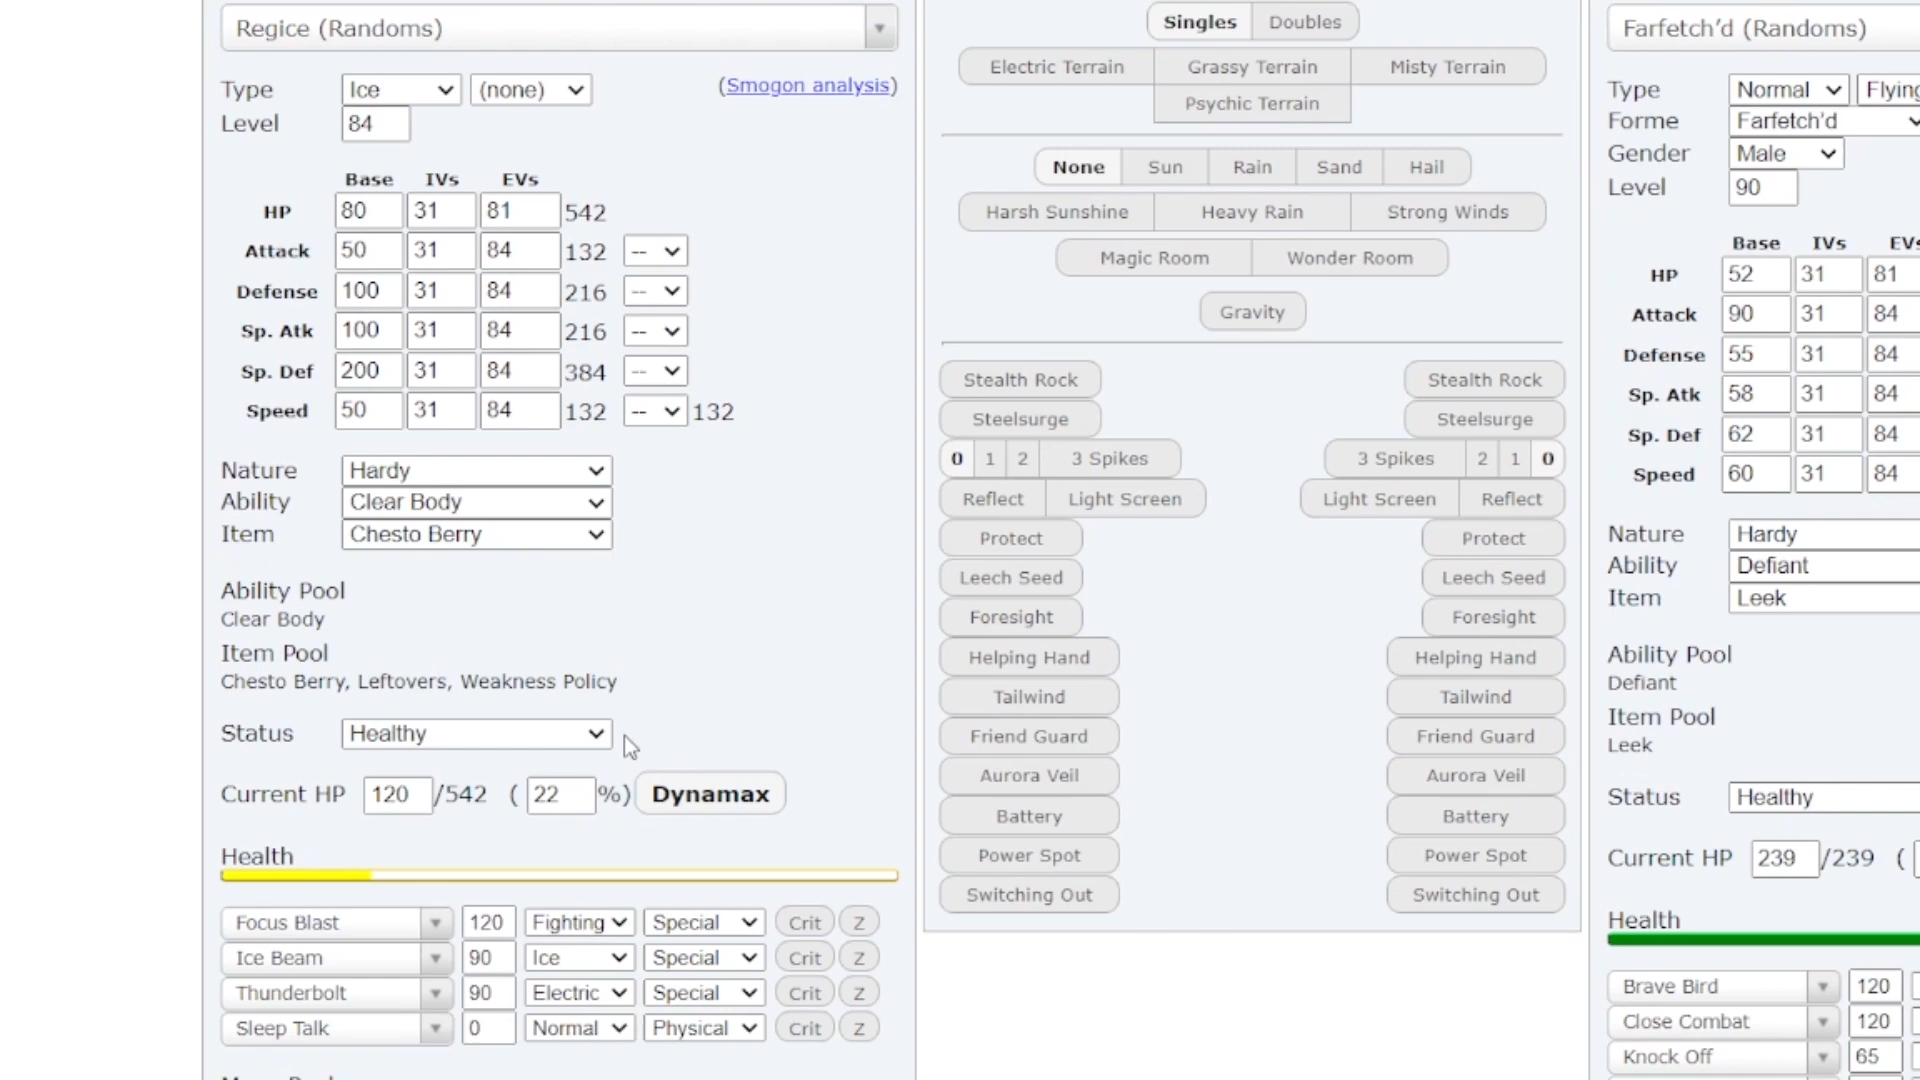 Regice (Randoms)
Type Ice (none) (Smogon analysis)
Level 84
Base IVs EVs
HP 80 31 81 542
Attack 50 31 84 132 --
Defense 100 31 84 216 --
Sp. Atk 100 31 84 216 --
Sp. Def 200 31 84 384 --
Speed 50 31 84 132 -- 132
Nature Hardy
Ability Clear Body
Item Chesto Berry
Ability Pool
Clear Body
Item Pool
Chesto Berry, Leftovers, Weakness Policy
Status Healthy
Current HP 120 /542 ( 22 %) Dynamax
Health
Focus Blast 120 Fighting Special Crit Z
Ice Beam 90 Ice Special Crit Z
Thunderbolt 90 Electric Special Crit Z
Sleep Talk 0 Normal Physical Crit Z
Singles Doubles
Electric Terrain Grassy Terrain Misty Terrain
Psychic Terrain
None Sun Rain Sand Hail
Harsh Sunshine Heavy Rain Strong Winds
Magic Room Wonder Room
Gravity
Stealth Rock Stealth Rock
Steelsurge Steelsurge
0 1 2 3 Spikes 3 Spikes 2 1 0
Reflect Light Screen Light Screen Reflect
Protect Protect
Leech Seed Leech Seed
Foresight Foresight
Helping Hand Helping Hand
Tailwind Tailwind
Friend Guard Friend Guard
Aurora Veil Aurora Veil
Battery Battery
Power Spot Power Spot
Switching Out Switching Out
Farfetch’d (Randoms)
Type Normal Flying
Forme Farfetch’d
Gender Male
Level 90
Base IVs EVs
HP 52 31 81
Attack 90 31 84
Defense 55 31 84
Sp. Atk 58 31 84
Sp. Def 62 31 84
Speed 60 31 84
Nature Hardy
Ability Defiant
Item Leek
Ability Pool
Defiant
Item Pool
Leek
Status Healthy
Current HP 239 /239 (
Health
Brave Bird 120
Close Combat 120
Knock Off 65